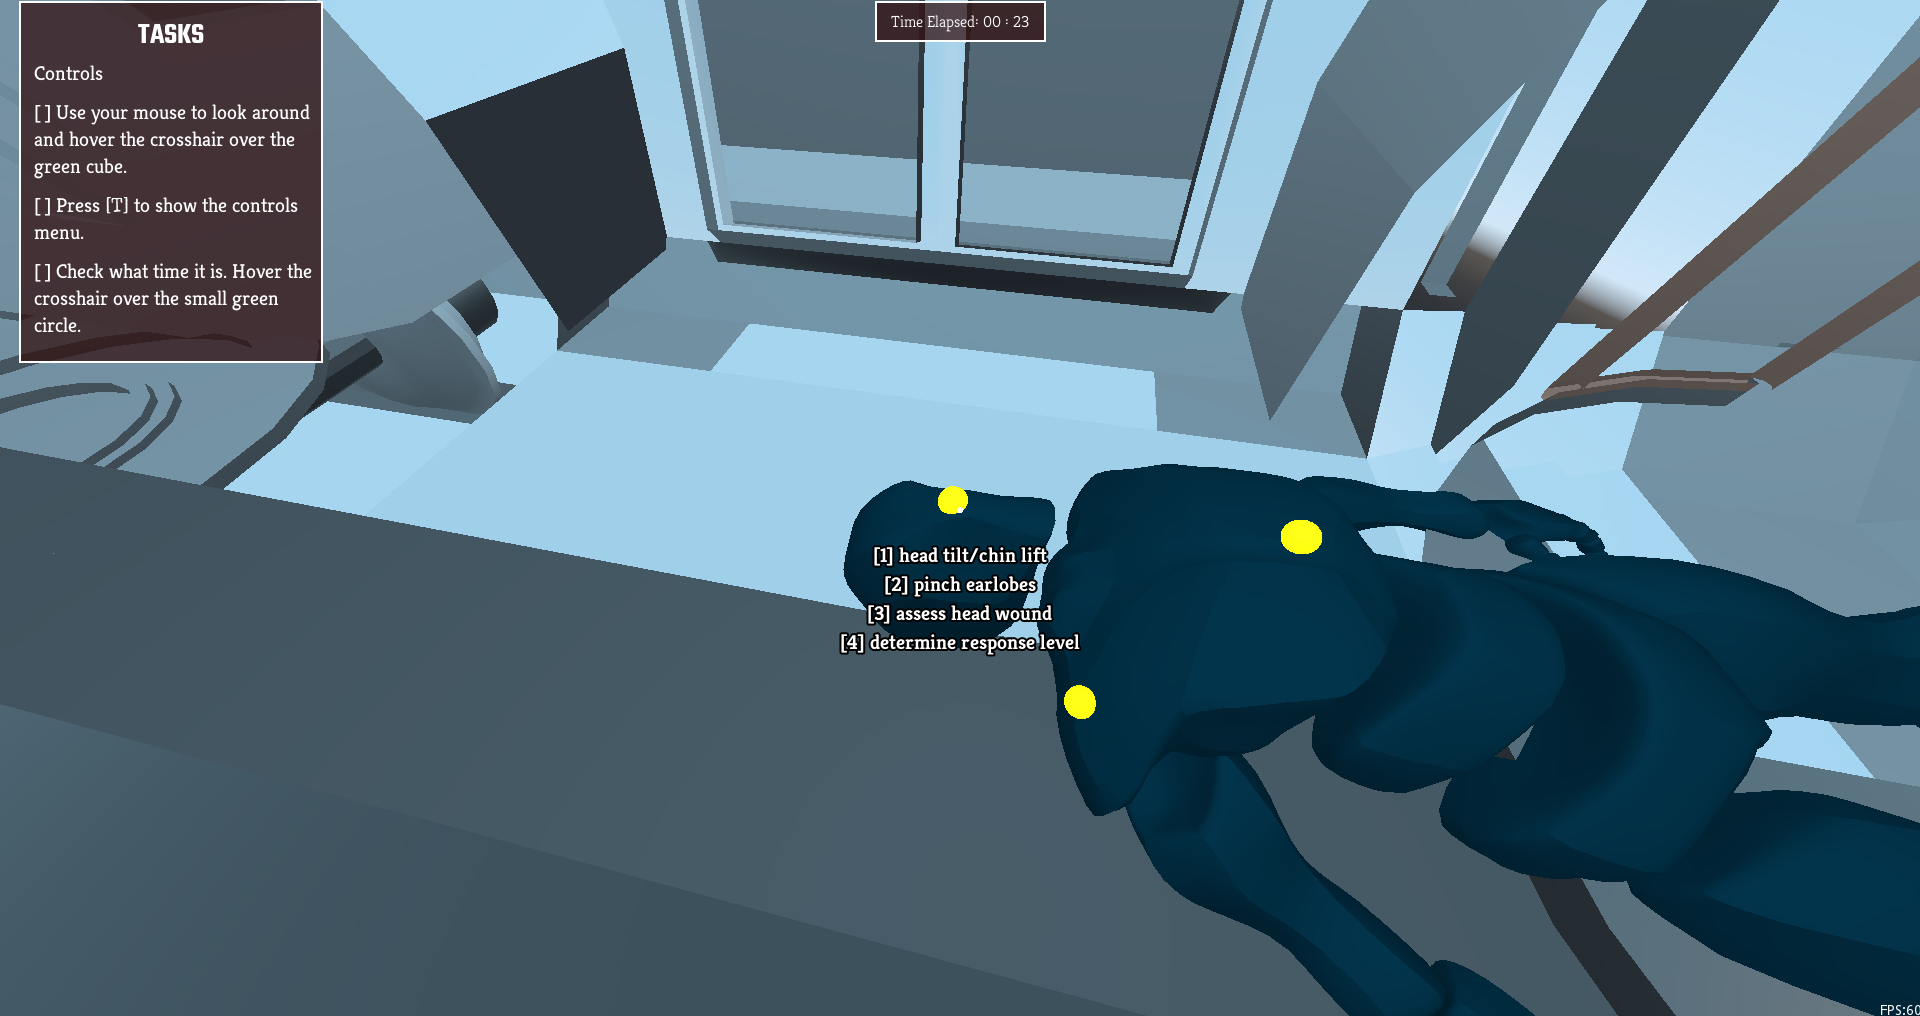 TASKS
Controls
[ ] Use your mouse to look around
and hover the crosshair over the
green cube.
[ ] Press [T] to show the controls
menu.
[ ] Check what time it is. Hover the
crosshair over the small green
circle.
Time Elapsed: 00 : 23
[1] head tilt/chin lift
[2] pinch earlobes
[3] assess head wound
[4] determine response level
FPS:60